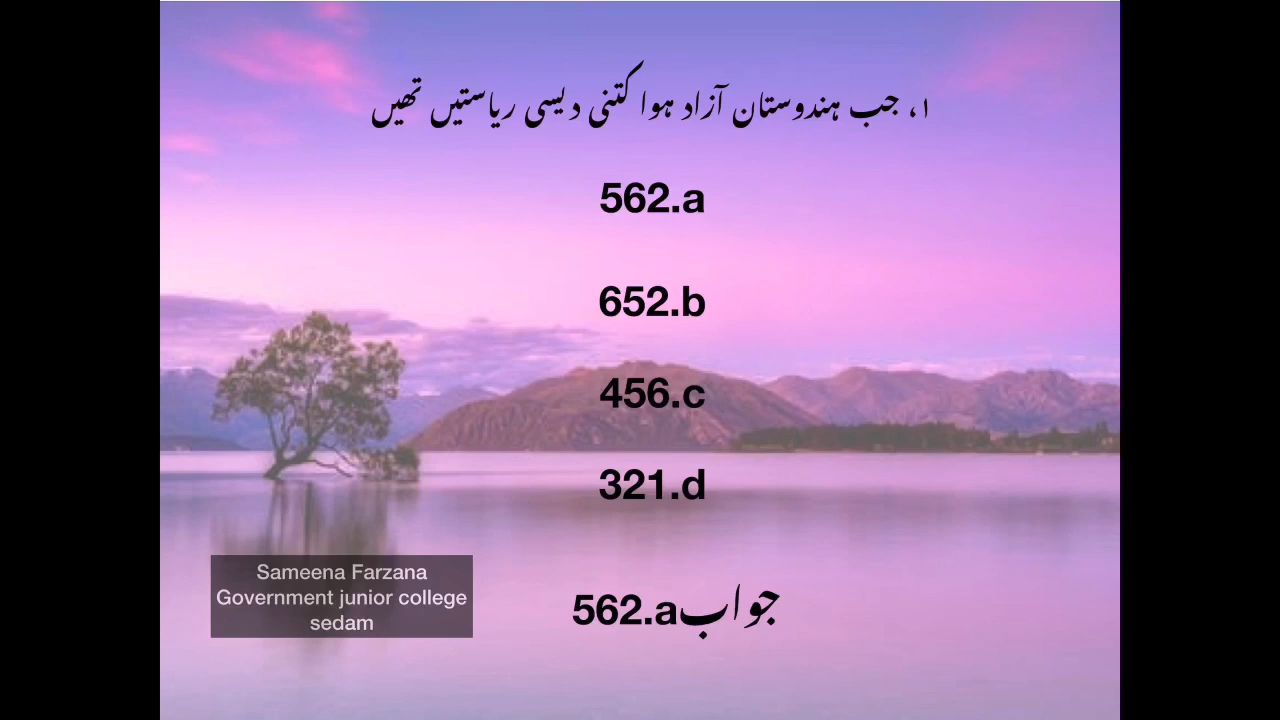 ۱، جب ہندوستان آزاد ہوا کتنی دیسی ریاستیں تھیں
562.a
652.b
456.c
321.d
جواب562.a
Sameena Farzana
Government junior college
sedam